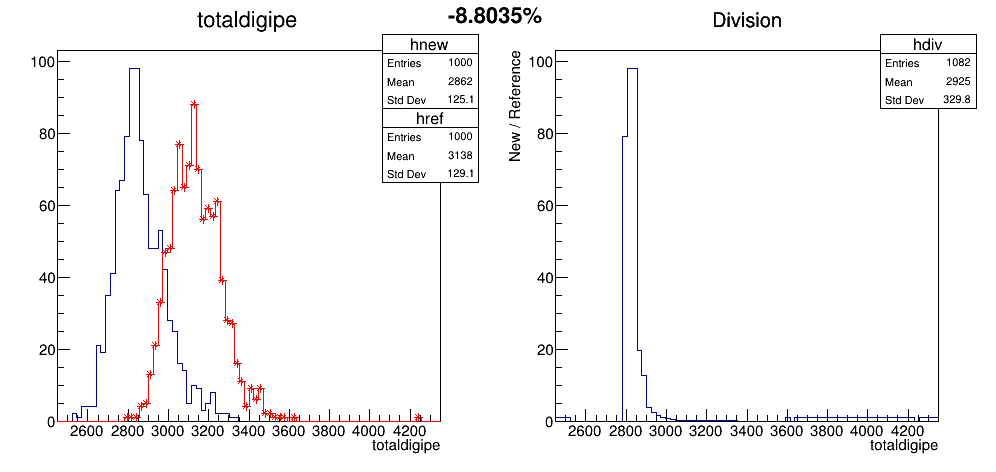 -8.8035%
totaldigipe
hnew
Entries 1000
Mean 2862
Std Dev 125.1
href
Entries 1000
Mean 3138
Std Dev 129.1
100
80
60
40
20
0
2600 2800 3000 3200 3400 3600 3800 4000 4200
totaldigipe
Division
hdiv
Entries 1082
Mean 2925
Std Dev 329.8
New / Reference
100
80
60
40
20
0
2600 2800 3000 3200 3400 3600 3800 4000 4200
totaldigipe